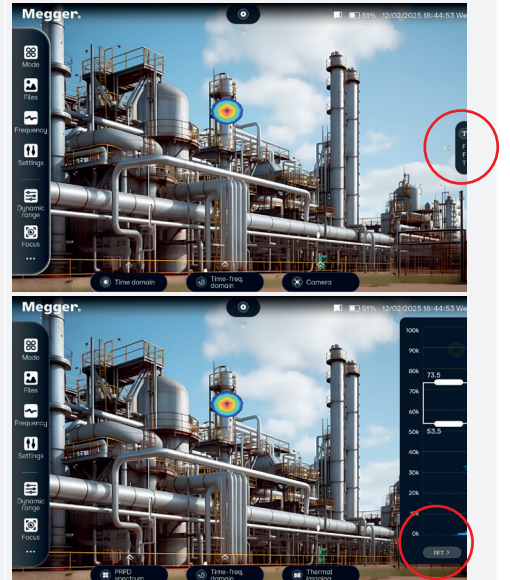 Megger.
51% 12/02/2025 18:44:53 We
Mode
Files
Frequency
Settings
Dynamic
range
Focus
...
T
F
F
T
Time domain
Time-freq.
domain
Camera
Megger.
51% 12/02/2025 18:44:53 We
Mode
Files
Frequency
Settings
Dynamic
range
Focus
...
100k
90k
80k
73.5
70k
60k
53.5
50k
40k
30k
20k
0k
FFT >
PRPD
spectrum
Time-freq.
domain
Thermal
imaging